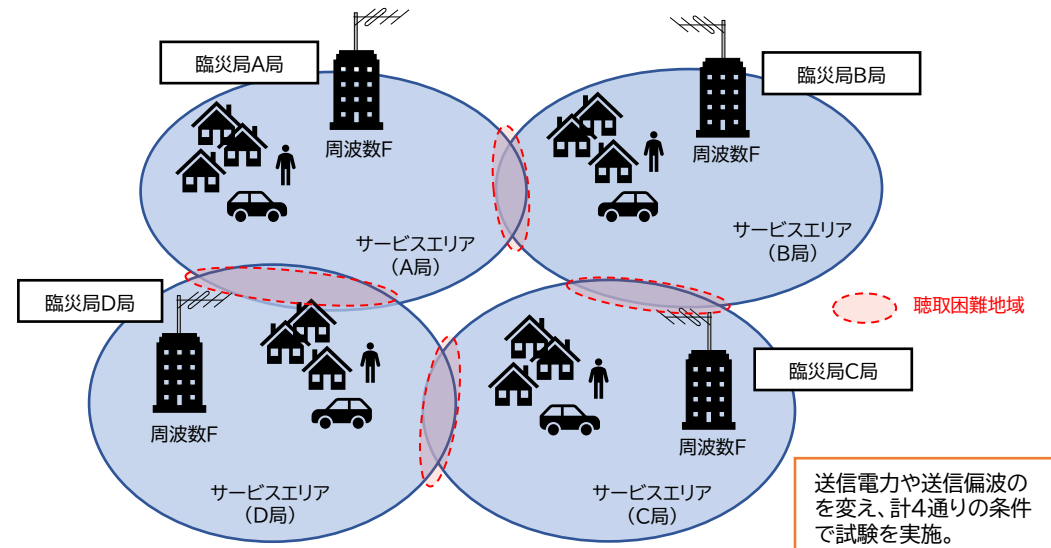 臨災局A局
周波数F
サービスエリア
(A局)
臨災局B局
周波数F
サービスエリア
(B局)
臨災局D局
周波数F
サービスエリア
(D局)
臨災局C局
周波数F
サービスエリア
(C局)
聴取困難地域
送信電力や送信偏波の
を変え、計4通りの条件
で試験を実施。